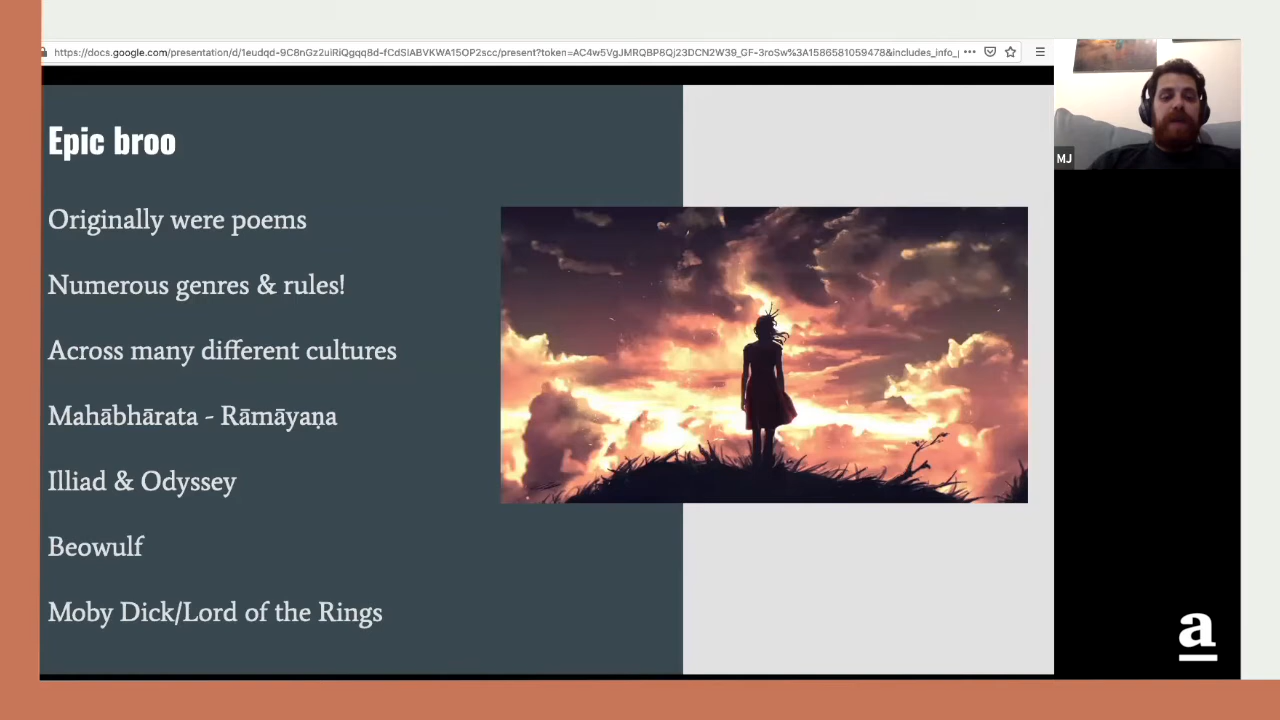 https://docs.google.com/presentation/d/1eudqd-9C8nGz2uiRiQgqqBd-fCdSIABVKWA15OP2scc/present?token=AC4w5VgJMRQBP8Qj23DCN2W39_GF-3roSw%3A1586581059478&includes_info_
MJ
Epic broo
Originally were poems
Numerous genres & rules!
Across many different cultures
Mahābhārata - Rāmāyaṇa
Illiad & Odyssey
Beowulf
Moby Dick/Lord of the Rings
a